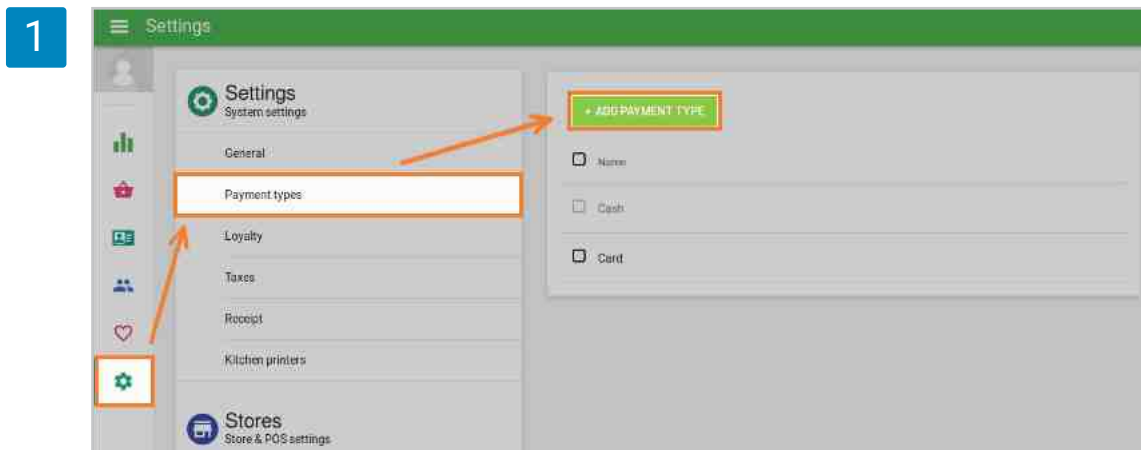 1
Settings
Settings
System settings
General
Payment types
Loyalty
Taxes
Receipt
Kitchen printers
Stores
Store & POS settings
+ ADD PAYMENT TYPE
Name
Cash
Card